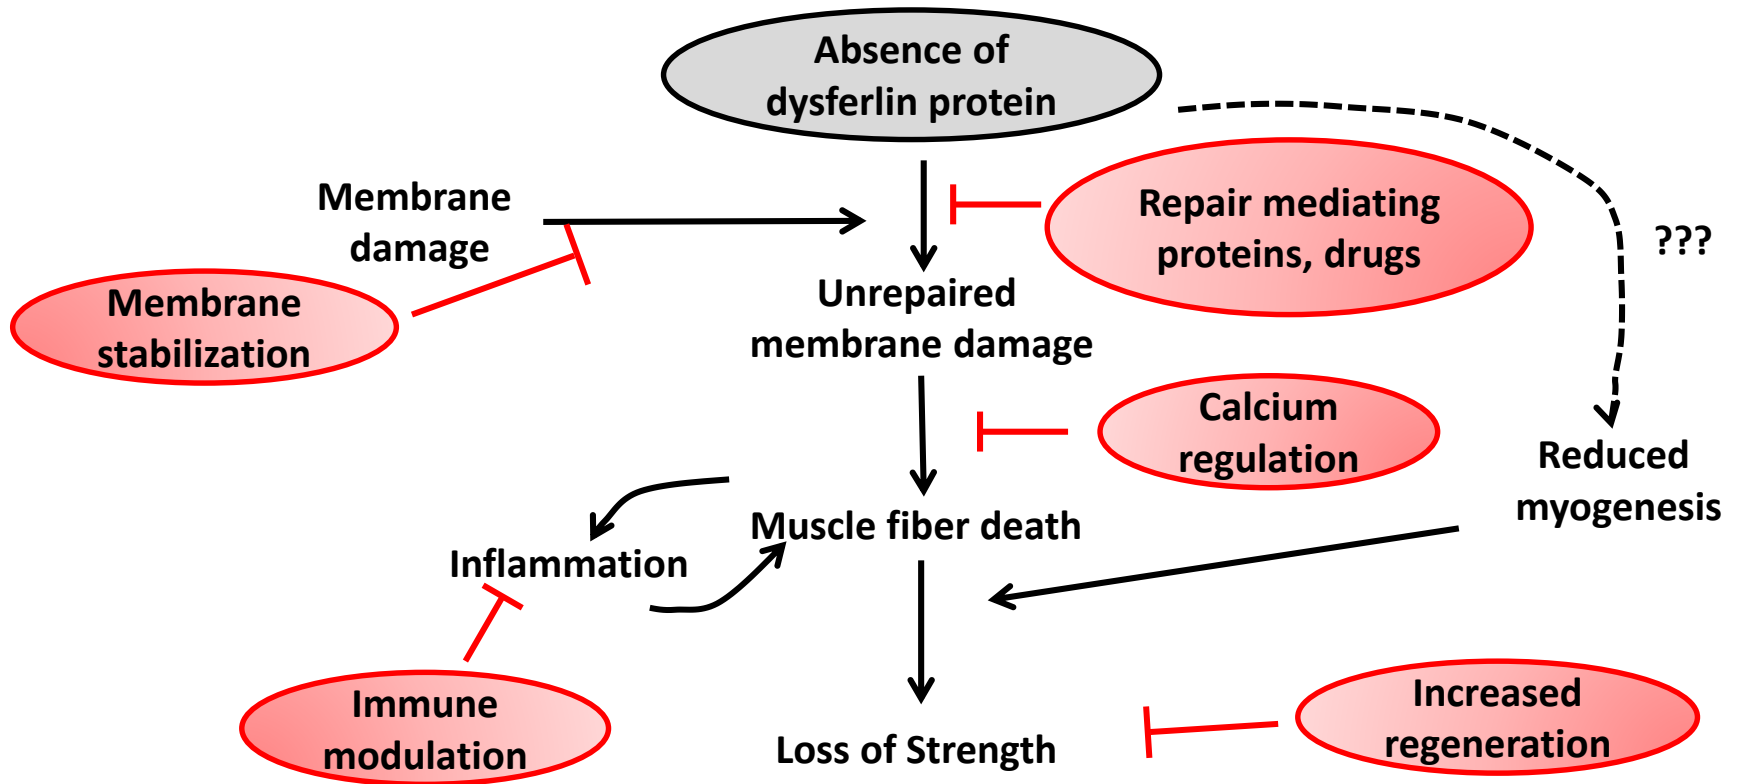 Absence of
dysferlin protein
Membrane
damage
Repair mediating
proteins, drugs
???
Membrane
stabilization
Unrepaired
membrane damage
Calcium
regulation
Reduced
myogenesis
Muscle fiber death
Inflammation
Immune
modulation
Loss of Strength
Increased
regeneration